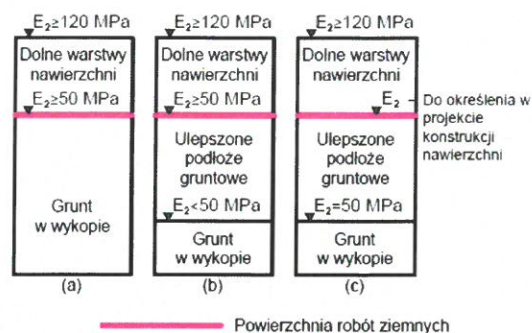 E₂≥120 MPa
E₂≥120 MPa
E₂≥120 MPa
Dolne warstwy
nawierzchni
Dolne warstwy
nawierzchni
Dolne warstwy
nawierzchni
E₂≥50 MPa
E₂≥50 MPa
E₂
Do określenia w
projekcie
konstrukcji
nawierzchni
Ulepszone
podłoże
gruntowe
Ulepszone
podłoże
gruntowe
Grunt
w wykopie
E₂<50 MPa
E₂=50 MPa
Grunt
w wykopie
Grunt
w wykopie
(a)
(b)
(c)
Powierzchnia robót ziemnych